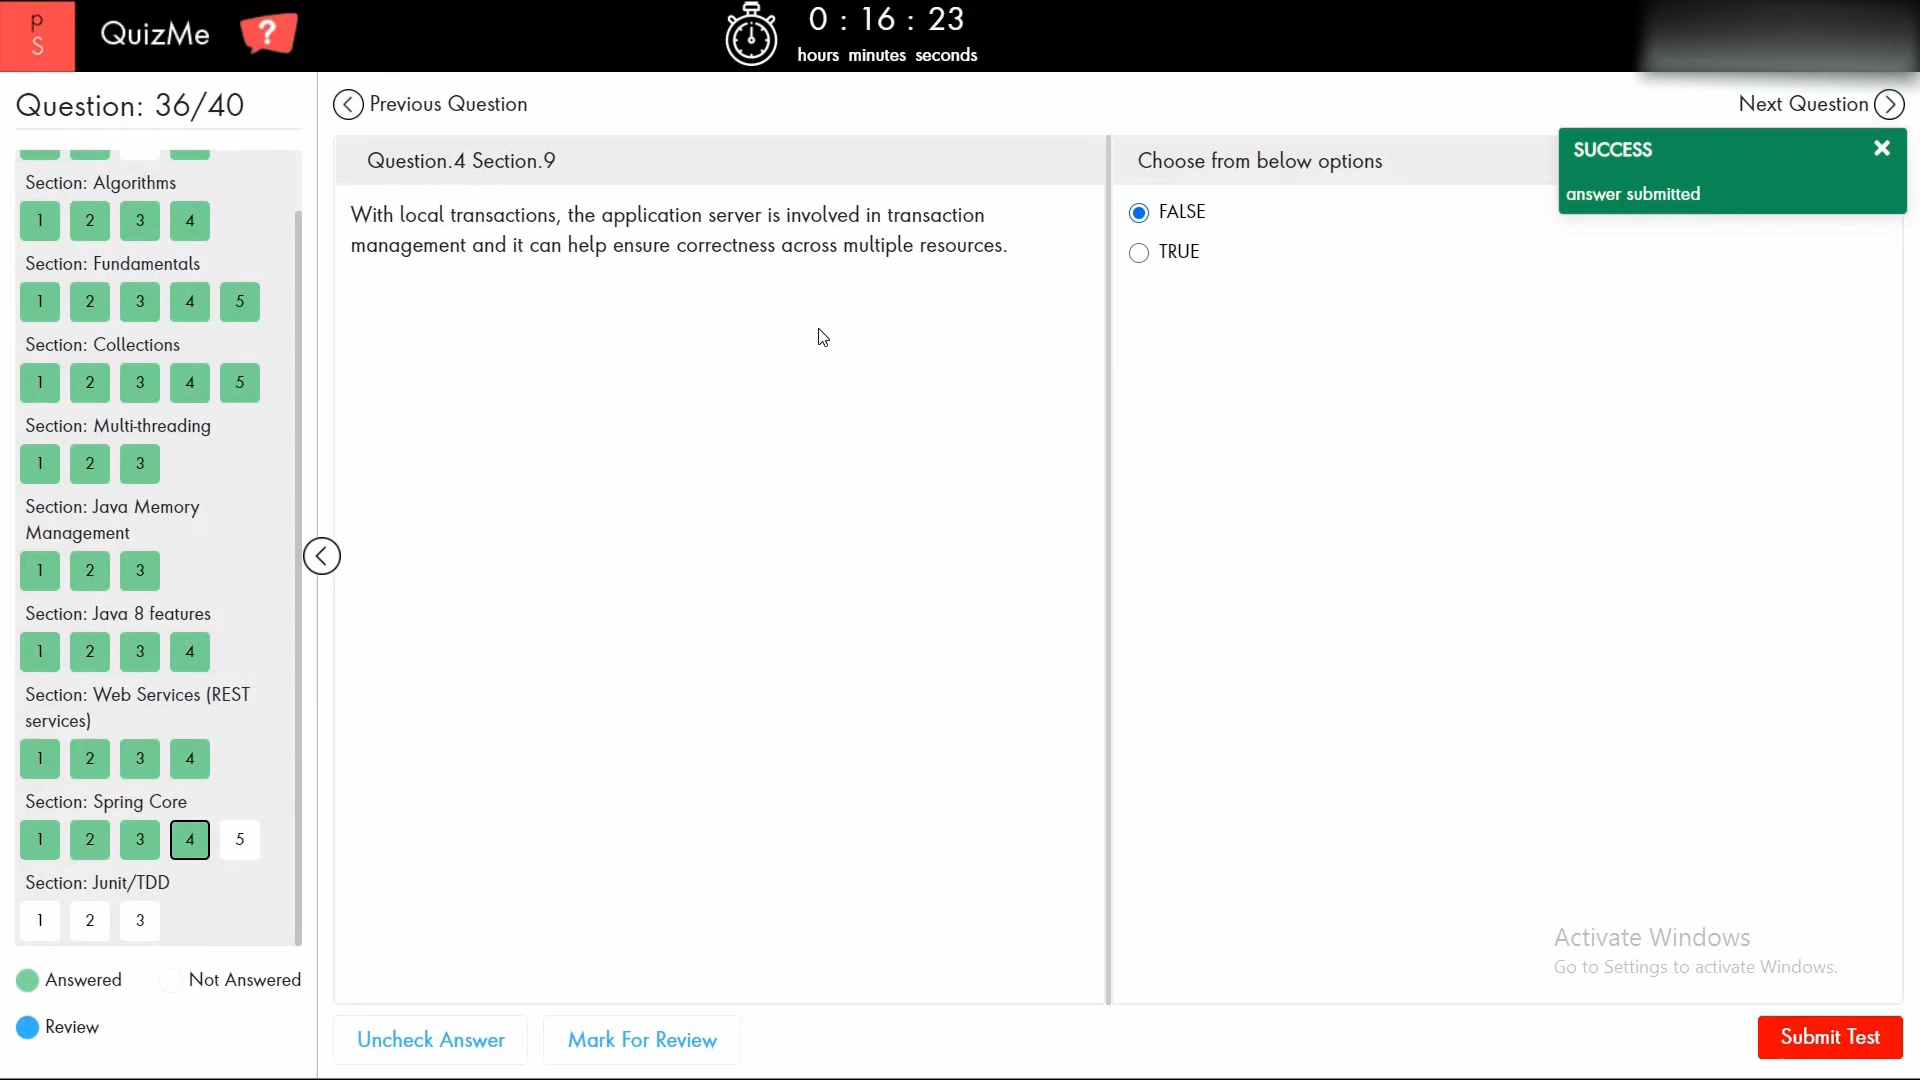 p
S
QuizMe
?
0 : 16 : 23
hours minutes seconds
Question: 36/40
Previous Question
Next Question
SUCCESS
answer submitted
Section: Algorithms
1 2 3 4
Section: Fundamentals
1 2 3 4 5
Section: Collections
1 2 3 4 5
Section: Multi-threading
1 2 3
Section: Java Memory
Management
1 2 3
Section: Java 8 features
1 2 3 4
Section: Web Services (REST
services)
1 2 3 4
Section: Spring Core
1 2 3 4 5
Section: Junit/TDD
1 2 3
Answered
Not Answered
Review
Question.4 Section.9
With local transactions, the application server is involved in transaction
management and it can help ensure correctness across multiple resources.
Choose from below options
FALSE
TRUE
Activate Windows
Go to Settings to activate Windows.
Uncheck Answer
Mark For Review
Submit Test